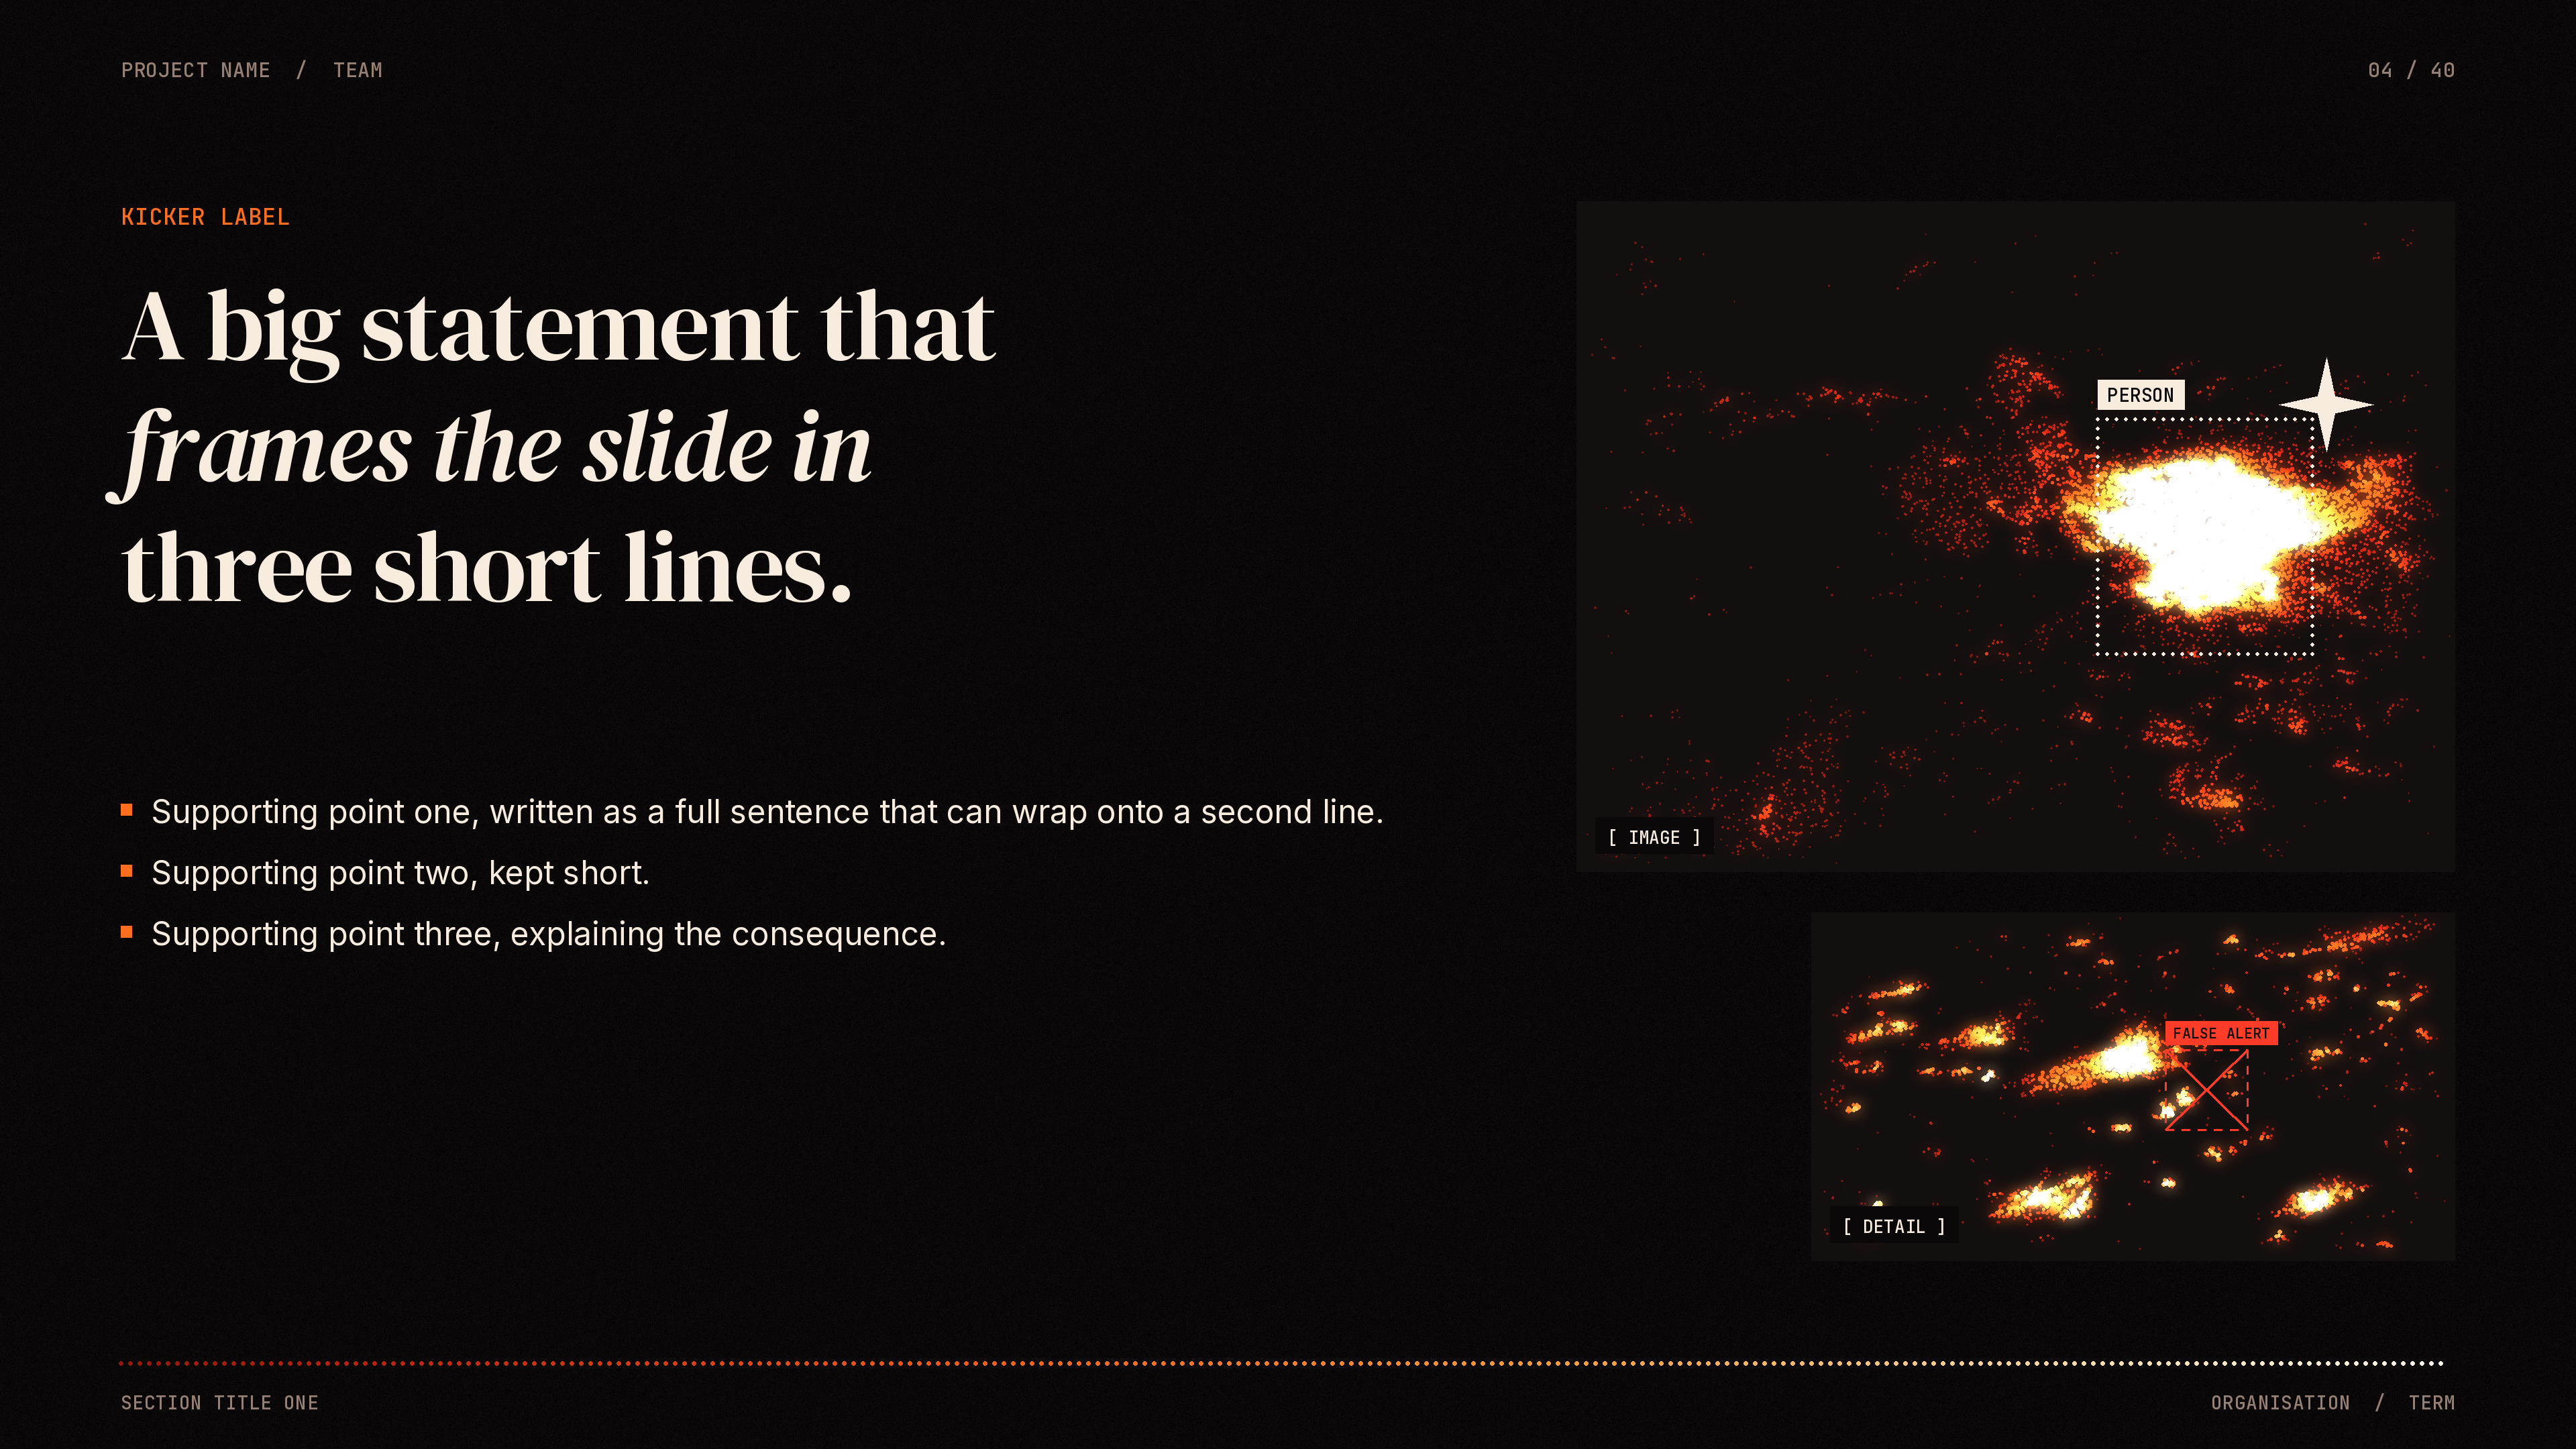 PROJECT NAME / TEAM
04 / 40
KICKER LABEL
A big statement that
frames the slide in
three short lines.
Supporting point one, written as a full sentence that can wrap onto a second line.
Supporting point two, kept short.
Supporting point three, explaining the consequence.
PERSON
[ IMAGE ]
FALSE ALERT
[ DETAIL ]
SECTION TITLE ONE
ORGANISATION / TERM